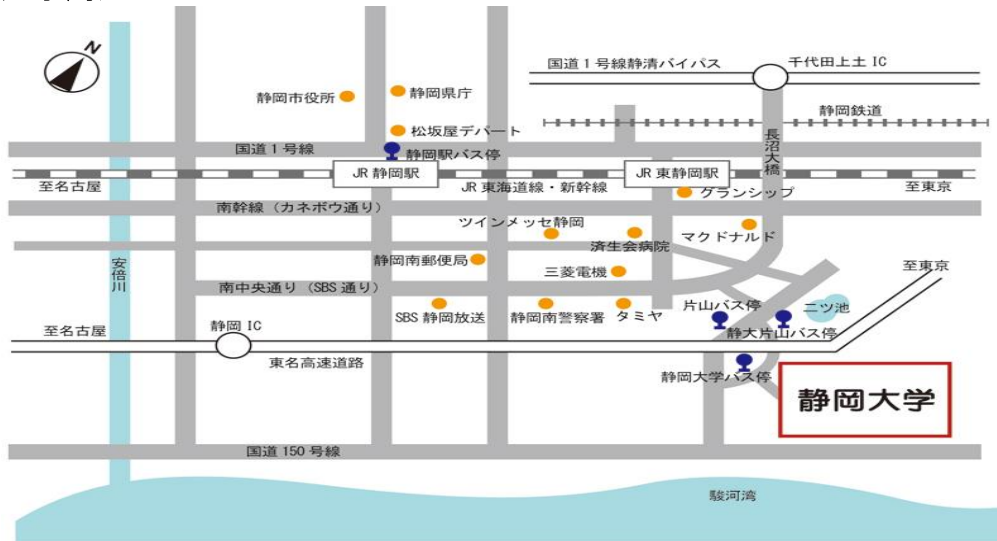 N
国道1号線静清バイパス
千代田上土 IC
静岡市役所
静岡県庁
静岡鉄道
松坂屋デパート
長沼大橋
国道1号線
静岡駅バス停
JR 静岡駅
JR 東静岡駅
至名古屋
JR 東海道線・新幹線
グランシップ
至東京
南幹線（カネボウ通り）
ツインメッセ静岡
済生会病院
マクドナルド
安倍川
静岡南郵便局
三菱電機
至東京
南中央通り（SBS 通り）
SBS 静岡放送
静岡南警察署
タミヤ
片山バス停
二ツ池
至名古屋
静岡 IC
静大片山バス停
東名高速道路
静岡大学バス停
静岡大学
国道 150 号線
駿河湾